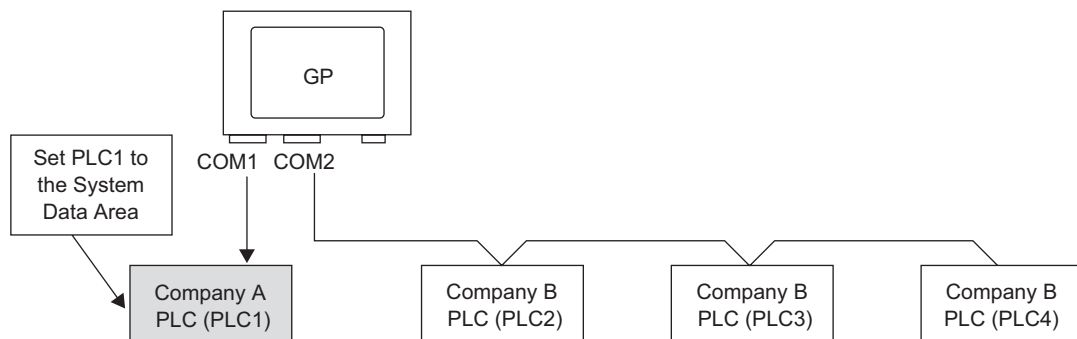 GP
COM1 COM2
Set PLC1 to
the System
Data Area
Company A
PLC (PLC1)
Company B
PLC (PLC2)
Company B
PLC (PLC3)
Company B
PLC (PLC4)